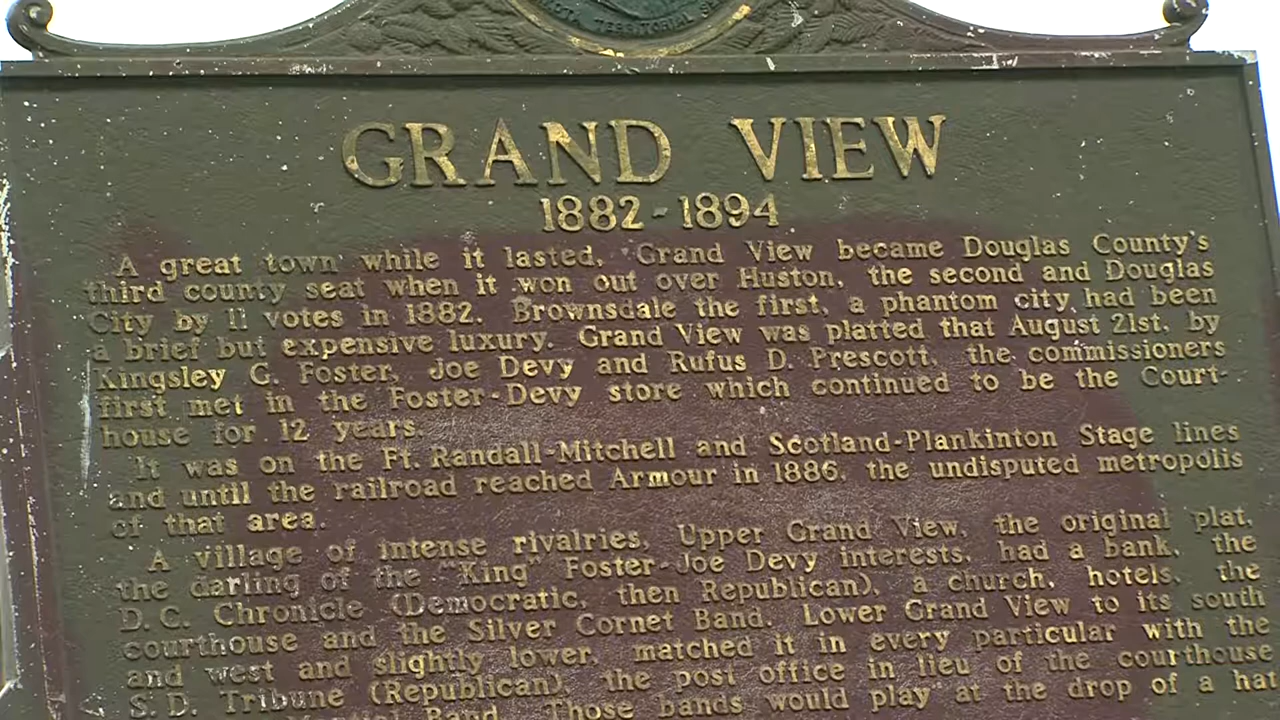 TERRITORIAL
GRAND VIEW
1882 - 1894
A great town while it lasted, Grand View became Douglas County's
third county seat when it won out over Huston, the second and Douglas
City by 11 votes in 1882. Brownsdale the first, a phantom city had been
a brief but expensive luxury. Grand View was platted that August 21st, by
Kingsley G. Foster, Joe Devy and Rufus D. Prescott, the commissioners
first met in the Foster-Devy store which continued to be the Court-
house for 12 years.
It was on the Ft. Randall-Mitchell and Scotland-Plankinton Stage lines
and until the railroad reached Armour in 1886, the undisputed metropolis
of that area.
A village of intense rivalries, Upper Grand View, the original plat,
the darling of the "King" Foster-Joe Devy interests, had a bank, the
D.C. Chronicle (Democratic, then Republican), a church, hotels, the
courthouse and the Silver Cornet Band. Lower Grand View to its south
and west and slightly lower, matched it in every particular with the
S.D. Tribune (Republican), the post office in lieu of the courthouse
Band. Those bands would play at the drop of a hat